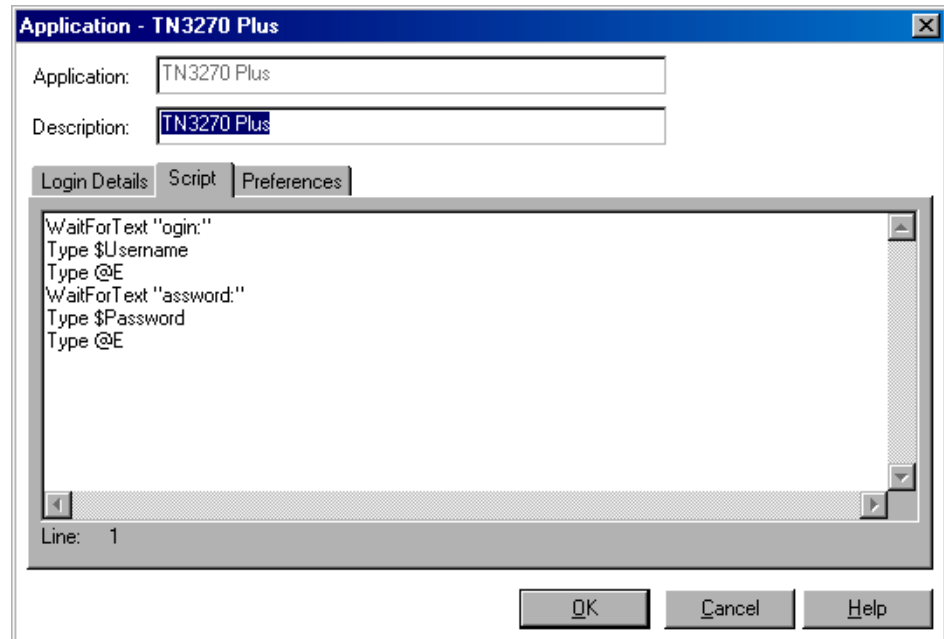 Application - TN3270 Plus
Application: TN3270 Plus
Description: TN3270 Plus
Login Details Script Preferences
WaitForText "ogin:"
Type $Username
Type @E
WaitForText "assword:"
Type $Password
Type @E
Line: 1
OK Cancel Help